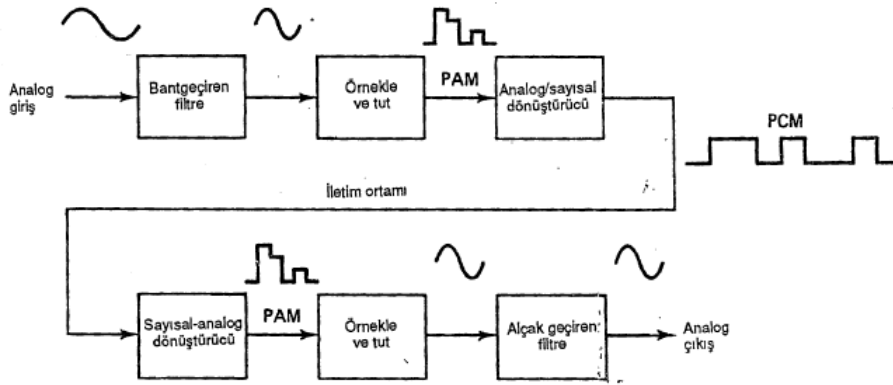 Analog
giriş
Bantgeçiren
filtre
Örnekle
ve tut
PAM
Analog/sayısal
dönüştürücü
PCM
İletim ortamı
Sayısal-analog
dönüştürücü
PAM
Örnekle
ve tut
Alçak geçiren
filtre
Analog
çıkış